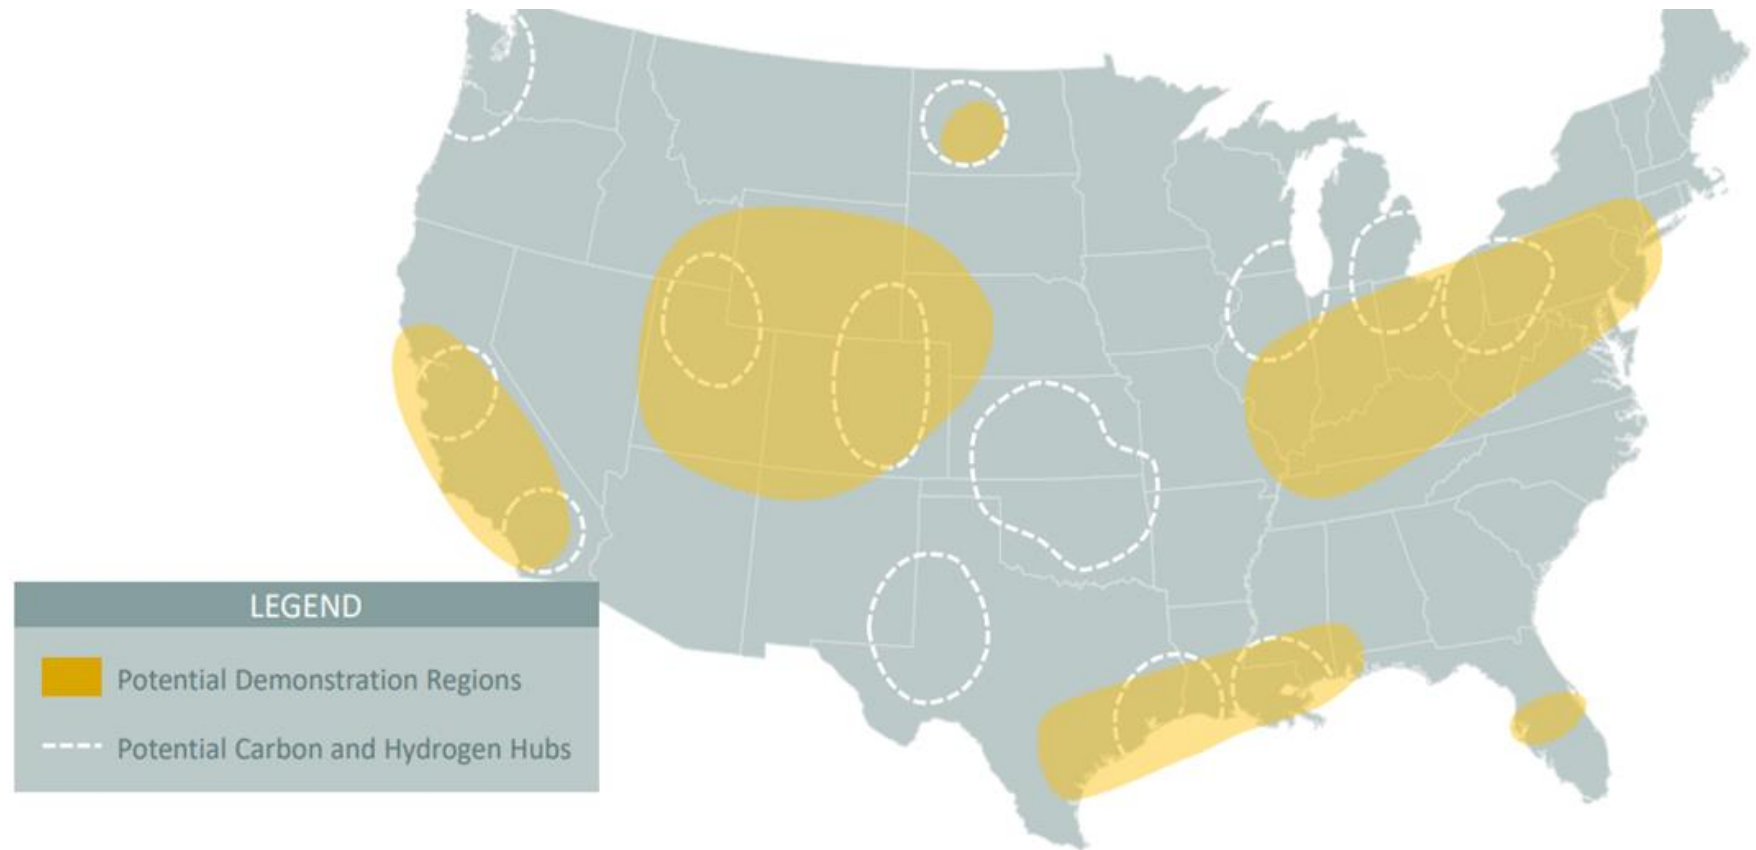 LEGEND
Potential Demonstration Regions
Potential Carbon and Hydrogen Hubs